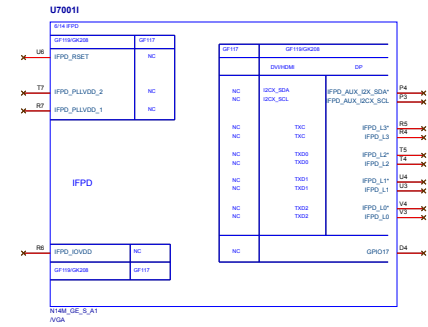 U7001I
8/14 IFPD
GF119/GK208 GF117
U6 IFPD_RSET NC
T7 IFPD_PLLVDD_2 NC
R7 IFPD_PLLVDD_1 NC
IFPD
R6 IFPD_IOVDD NC
GF119/GK208 GF117
GF117 GF119/GK208
DVI/HDMI DP
NC I2CX_SDA IFPD_AUX_I2X_SDA* P4
NC I2CX_SCL IFPD_AUX_I2CX_SCL P3
NC TXC IFPD_L3* R5
NC TXC IFPD_L3 R4
NC TXD0 IFPD_L2* T5
NC TXD0 IFPD_L2 T4
NC TXD1 IFPD_L1* U4
NC TXD1 IFPD_L1 U3
NC TXD2 IFPD_L0* V4
NC TXD2 IFPD_L0 V3
NC GPIO17 D4
N14M_GE_S_A1
/VGA